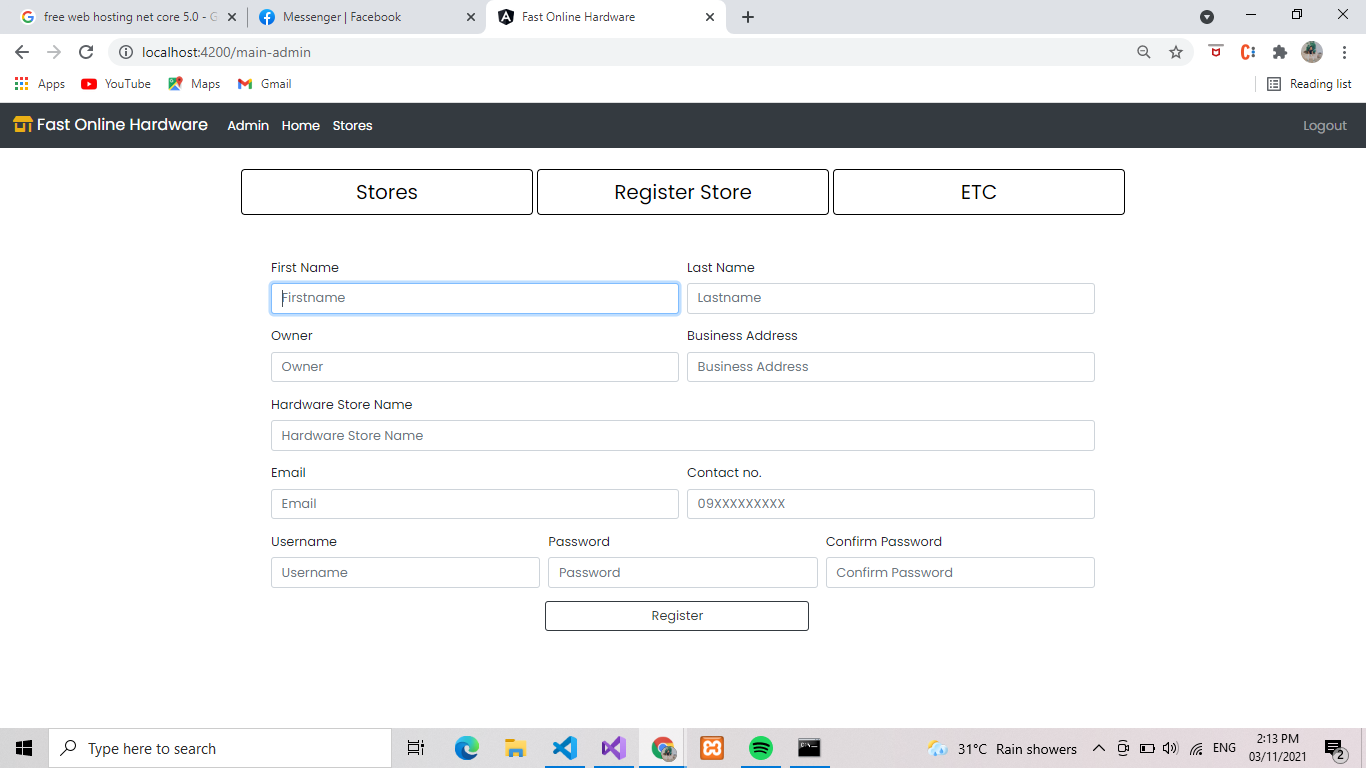 free web hosting net core 5.0 - G
Messenger | Facebook
Fast Online Hardware
localhost:4200/main-admin
Apps YouTube Maps Gmail Reading list
Fast Online Hardware Admin Home Stores Logout
Stores Register Store ETC
First Name Last Name
Firstname Lastname
Owner Business Address
Owner Business Address
Hardware Store Name
Hardware Store Name
Email Contact no.
Email 09XXXXXXXXX
Username Password Confirm Password
Username Password Confirm Password
Register
Type here to search
31°C Rain showers
ENG
2:13 PM
03/11/2021
2